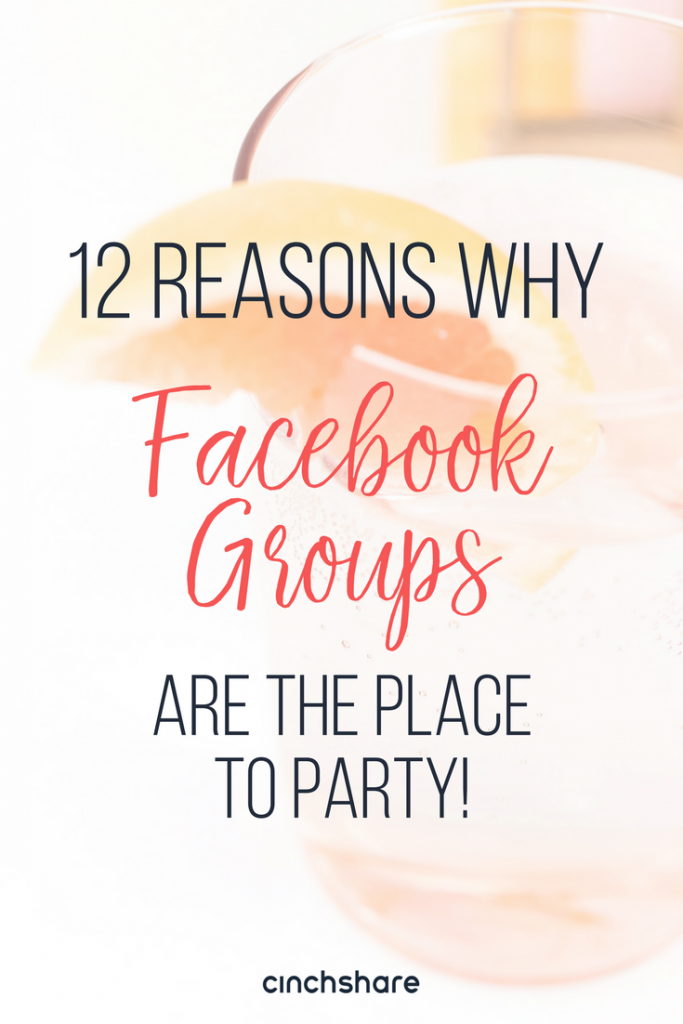 12 REASONS WHY
Facebook
Groups
ARE THE PLACE
TO PARTY!
cinchshare